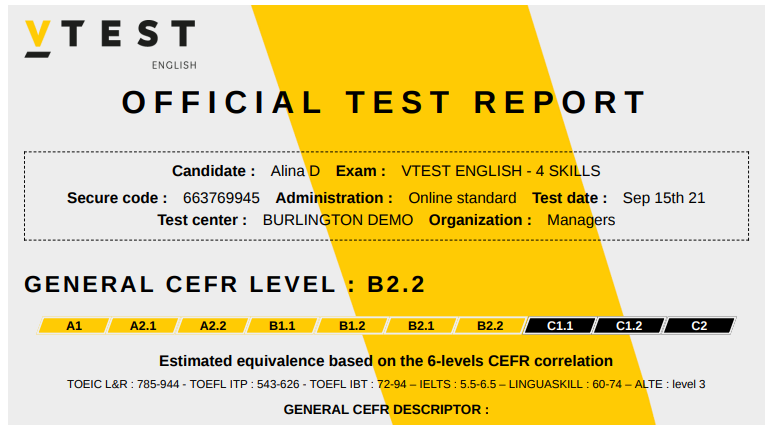 VTEST
ENGLISH
OFFICIAL TEST REPORT
Candidate : Alina D Exam : VTEST ENGLISH - 4 SKILLS
Secure code : 663769945 Administration : Online standard Test date : Sep 15th 21
Test center : BURLINGTON DEMO Organization : Managers
GENERAL CEFR LEVEL : B2.2
A1 A2.1 A2.2 B1.1 B1.2 B2.1 B2.2 C1.1 C1.2 C2
Estimated equivalence based on the 6-levels CEFR correlation
TOEIC L&R : 785-944 - TOEFL ITP : 543-626 - TOEFL IBT : 72-94 – IELTS : 5.5-6.5 – LINGUASKILL : 60-74 – ALTE : level 3
GENERAL CEFR DESCRIPTOR :